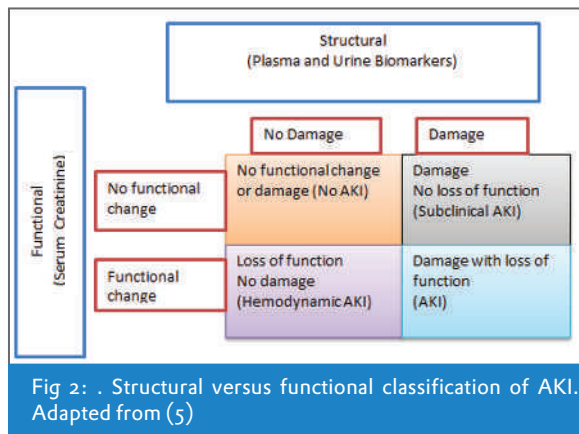 Structural
(Plasma and Urine Biomarkers)
Functional
(Serum Creatinine)
No Damage
Damage
No functional
change
No functional change
or damage (No AKI)
Damage
No loss of function
(Subclinical AKI)
Functional
change
Loss of function
No damage
(Hemodynamic AKI)
Damage with loss of
function
(AKI)
Fig 2: . Structural versus functional classification of AKI.
Adapted from (5)